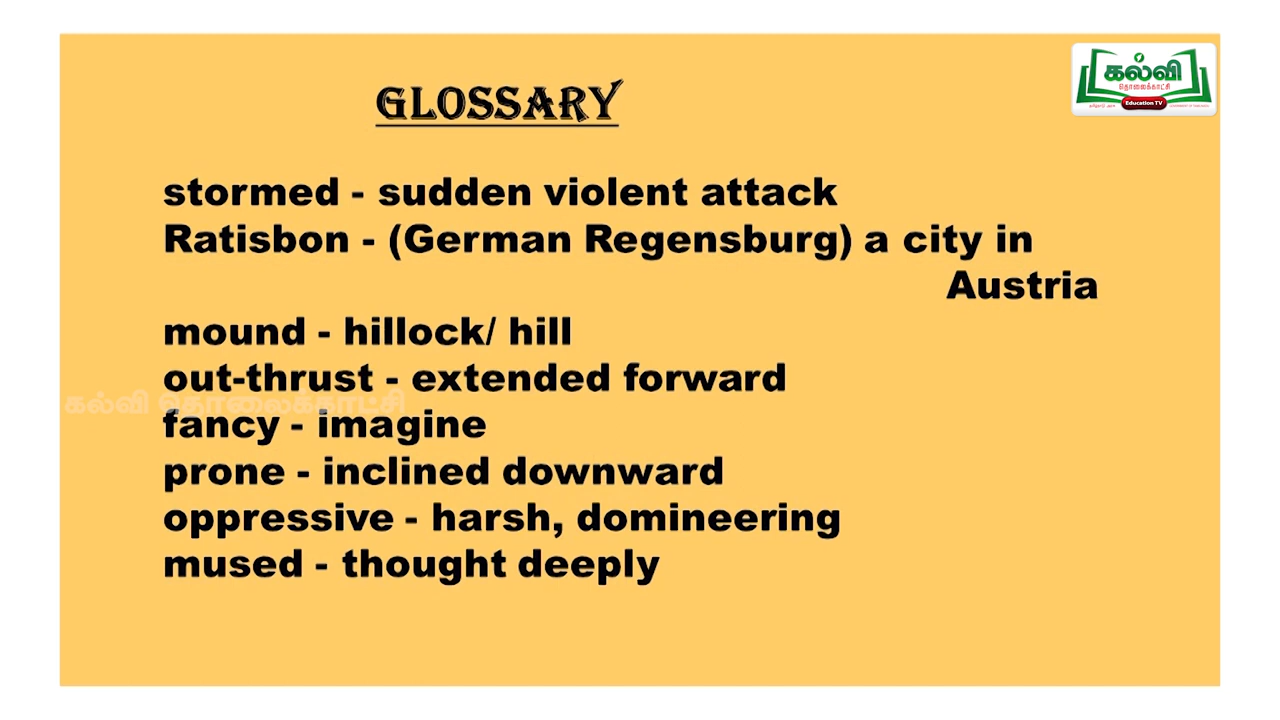 கல்வி
தொலைக்காட்சி
Education TV
GLOSSARY
stormed - sudden violent attack
Ratisbon - (German Regensburg) a city in
Austria
mound - hillock/ hill
out-thrust - extended forward
கல்வி தொலைக்காட்சி
fancy - imagine
prone - inclined downward
oppressive - harsh, domineering
mused - thought deeply